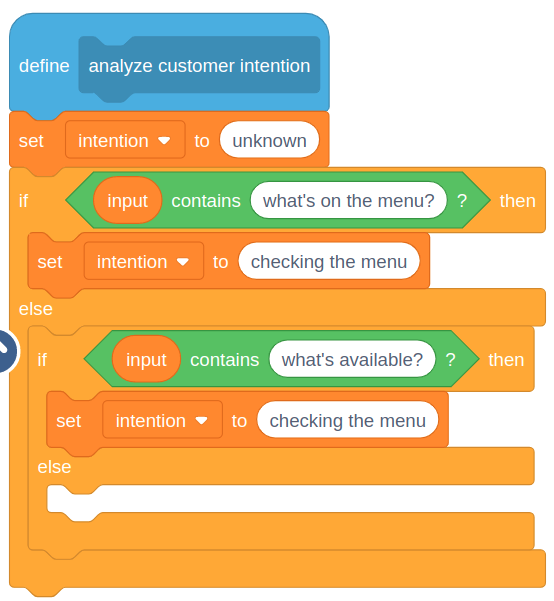 define analyze customer intention
set intention to unknown
if input contains what's on the menu? ? then
set intention to checking the menu
else
if input contains what's available? ? then
set intention to checking the menu
else